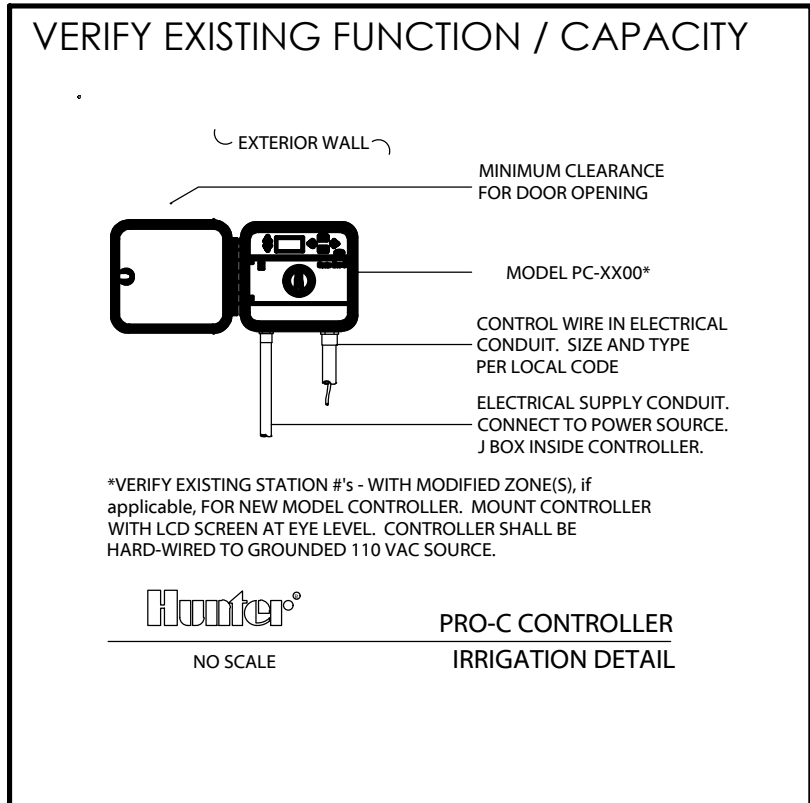 VERIFY EXISTING FUNCTION / CAPACITY
EXTERIOR WALL
MINIMUM CLEARANCE
FOR DOOR OPENING
MODEL PC-XX00*
CONTROL WIRE IN ELECTRICAL
CONDUIT. SIZE AND TYPE
PER LOCAL CODE
ELECTRICAL SUPPLY CONDUIT.
CONNECT TO POWER SOURCE.
J BOX INSIDE CONTROLLER.
*VERIFY EXISTING STATION #'s - WITH MODIFIED ZONE(S), if
applicable, FOR NEW MODEL CONTROLLER. MOUNT CONTROLLER
WITH LCD SCREEN AT EYE LEVEL. CONTROLLER SHALL BE
HARD-WIRED TO GROUNDED 110 VAC SOURCE.
Hunter®
PRO-C CONTROLLER
NO SCALE
IRRIGATION DETAIL